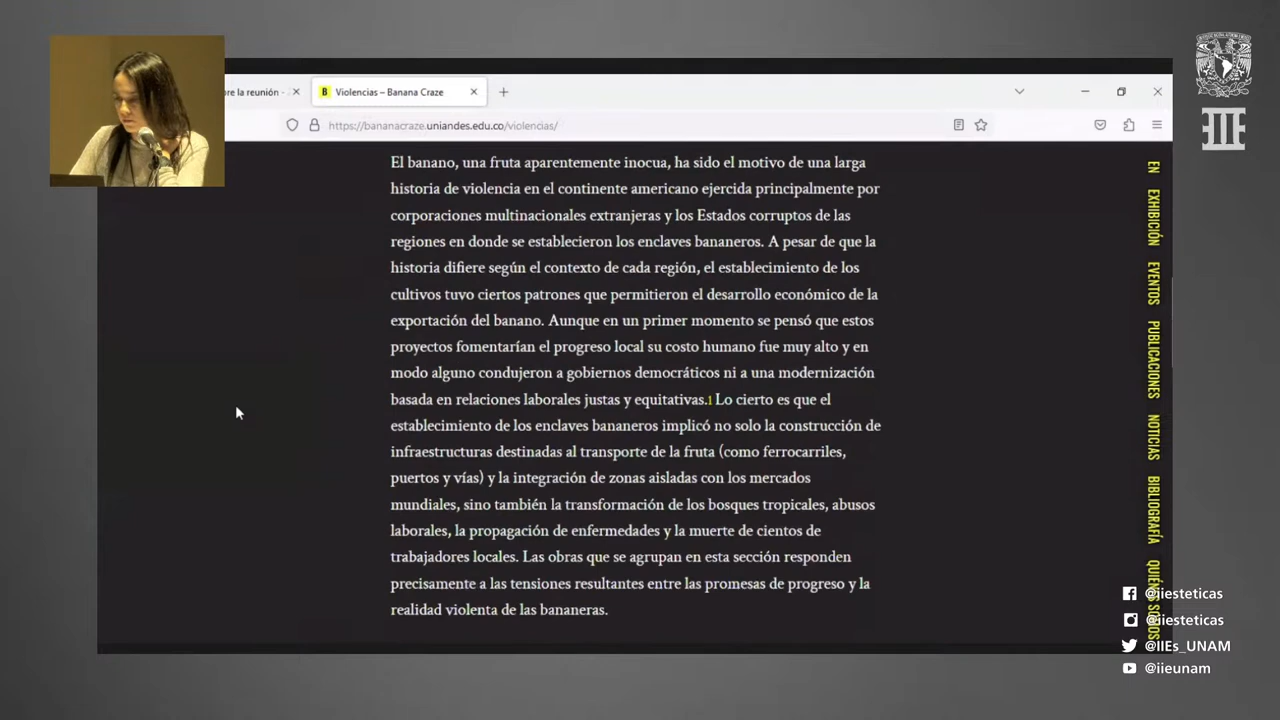 bre la reunión -
B Violencias – Banana Craze
https://bananacraze.uniandes.edu.co/violencias/
El banano, una fruta aparentemente inocua, ha sido el motivo de una larga
historia de violencia en el continente americano ejercida principalmente por
corporaciones multinacionales extranjeras y los Estados corruptos de las
regiones en donde se establecieron los enclaves bananeros. A pesar de que la
historia difiere según el contexto de cada región, el establecimiento de los
cultivos tuvo ciertos patrones que permitieron el desarrollo económico de la
exportación del banano. Aunque en un primer momento se pensó que estos
proyectos fomentarían el progreso local su costo humano fue muy alto y en
modo alguno condujeron a gobiernos democráticos ni a una modernización
basada en relaciones laborales justas y equitativas.1 Lo cierto es que el
establecimiento de los enclaves bananeros implicó no solo la construcción de
infraestructuras destinadas al transporte de la fruta (como ferrocarriles,
puertos y vías) y la integración de zonas aisladas con los mercados
mundiales, sino también la transformación de los bosques tropicales, abusos
laborales, la propagación de enfermedades y la muerte de cientos de
trabajadores locales. Las obras que se agrupan en esta sección responden
precisamente a las tensiones resultantes entre las promesas de progreso y la
realidad violenta de las bananeras.
EN
EXHIBICIÓN
EVENTOS
PUBLICACIONES
NOTICIAS
BIBLIOGRAFÍA
QUIÉNES SOMOS
@iiesteticas
@iiesteticas
@IIEs_UNAM
@iieunam